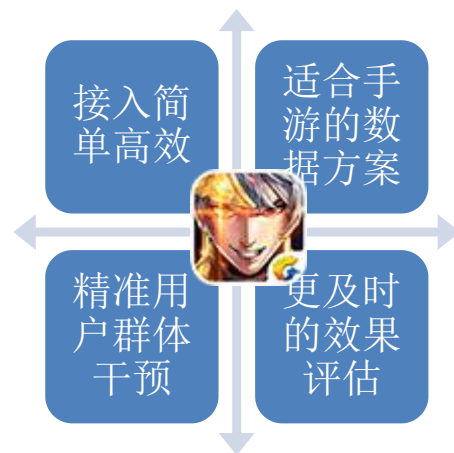 接入简
单高效
适合手
游的数
据方案
精准用
户群体
干预
更及时
的效果
评估